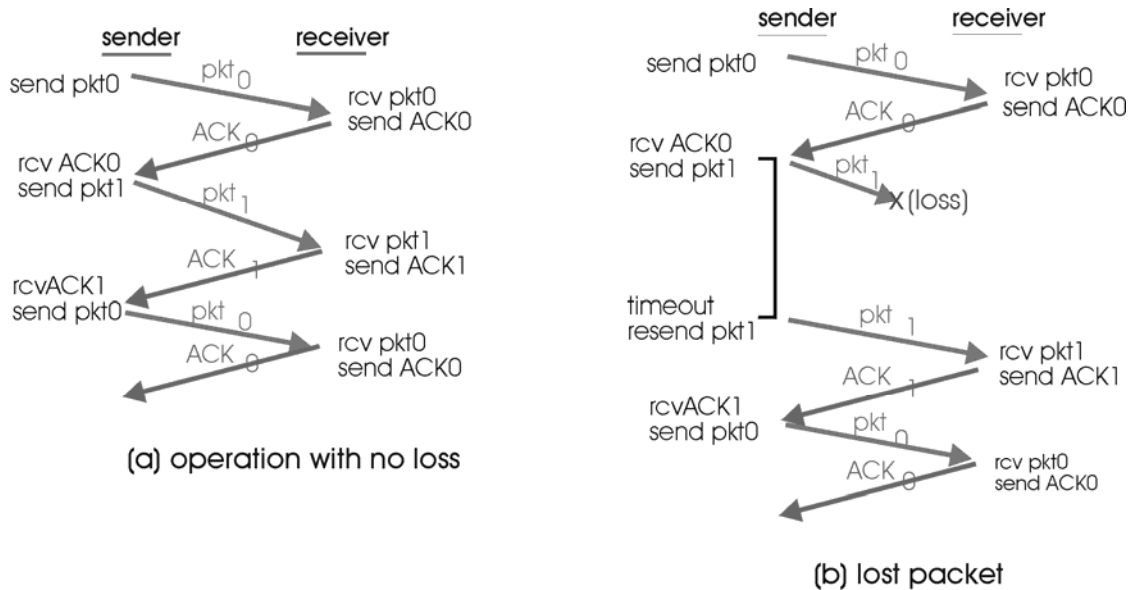 sender receiver
send pkt0
pkt 0
rcv pkt0
send ACK0
ACK 0
rcv ACK0
send pkt1
pkt 1
rcv pkt1
send ACK1
ACK 1
rcvACK1
send pkt0
pkt 0
rcv pkt0
send ACK0
ACK 0
(a) operation with no loss
sender receiver
send pkt0
pkt 0
rcv pkt0
send ACK0
ACK 0
rcv ACK0
send pkt1
pkt 1
X (loss)
timeout
resend pkt1
pkt 1
rcv pkt1
send ACK1
ACK 1
rcvACK1
send pkt0
pkt 0
rcv pkt0
send ACK0
ACK 0
(b) lost packet